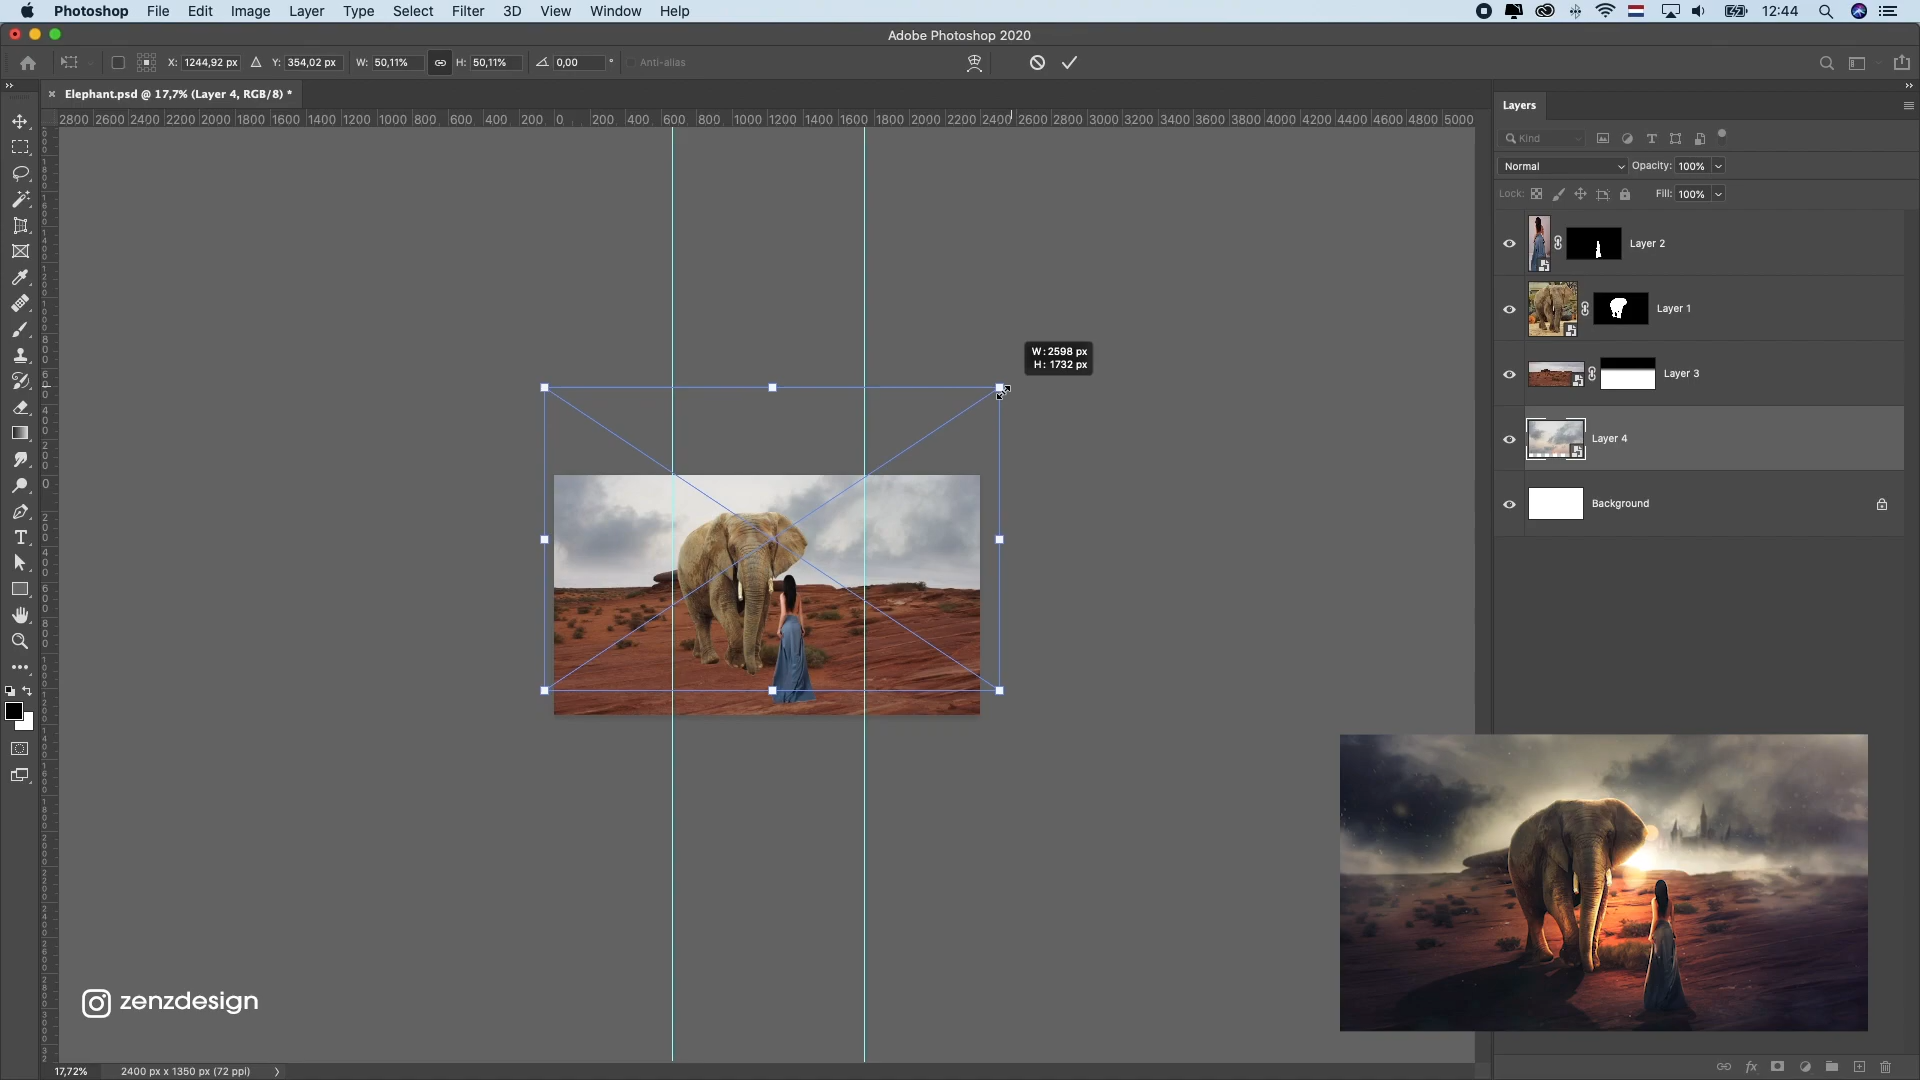 Photoshop File Edit Image Layer Type Select Filter 3D View Window Help 12:44
Adobe Photoshop 2020
X: 1244,92 px Y: 354,02 px W: 50,11% H: 50,11% 0,00 ° Anti-alias
× Elephant.psd @ 17,7% (Layer 4, RGB/8) *
2800 2600 2400 2200 2000 1800 1600 1400 1200 1000 800 600 400 200 0 200 400 600 800 1000 1200 1400 1600 1800 2000 2200 2400 2600 2800 3000 3200 3400 3600 3800 4000 4200 4400 4600 4800 5000
W: 2598 px
H: 1732 px
Layers
Kind
Normal Opacity: 100%
Lock: Fill: 100%
Layer 2
Layer 1
Layer 3
Layer 4
Background
zenzdesign
17,72% 2400 px x 1350 px (72 ppi)